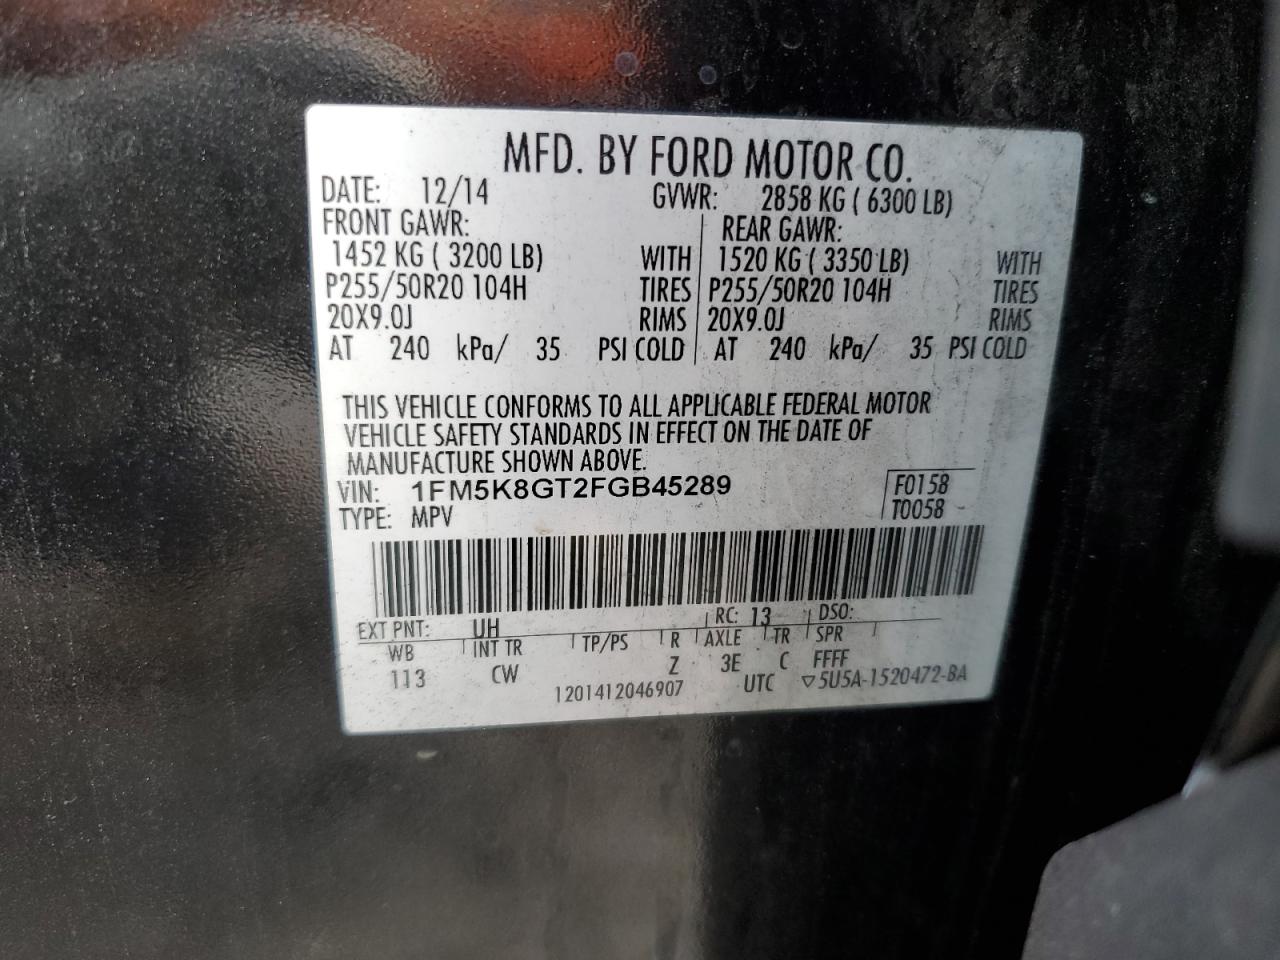 MFD. BY FORD MOTOR CO.
DATE: 12/14 GVWR: 2858 KG ( 6300 LB)
FRONT GAWR: REAR GAWR:
1452 KG ( 3200 LB) WITH 1520 KG ( 3350 LB) WITH
P255/50R20 104H TIRES P255/50R20 104H TIRES
20X9.0J RIMS 20X9.0J RIMS
AT 240 kPa/ 35 PSI COLD AT 240 kPa/ 35 PSI COLD
THIS VEHICLE CONFORMS TO ALL APPLICABLE FEDERAL MOTOR
VEHICLE SAFETY STANDARDS IN EFFECT ON THE DATE OF
MANUFACTURE SHOWN ABOVE.
VIN: 1FM5K8GT2FGB45289 F0158
TYPE: MPV T0058
EXT PNT: UH RC: 13 DSO:
WB INT TR TP/PS R AXLE TR SPR
113 CW Z 3E C FFFF
1201412046907 UTC ▽5U5A-1520472-BA